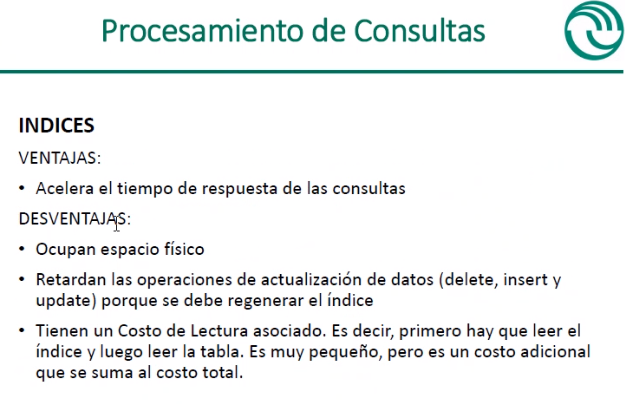 Procesamiento de Consultas
INDICES
VENTAJAS:
• Acelera el tiempo de respuesta de las consultas
DESVENTAJAS:
• Ocupan espacio físico
• Retardan las operaciones de actualización de datos (delete, insert y
update) porque se debe regenerar el índice
• Tienen un Costo de Lectura asociado. Es decir, primero hay que leer el
índice y luego leer la tabla. Es muy pequeño, pero es un costo adicional
que se suma al costo total.